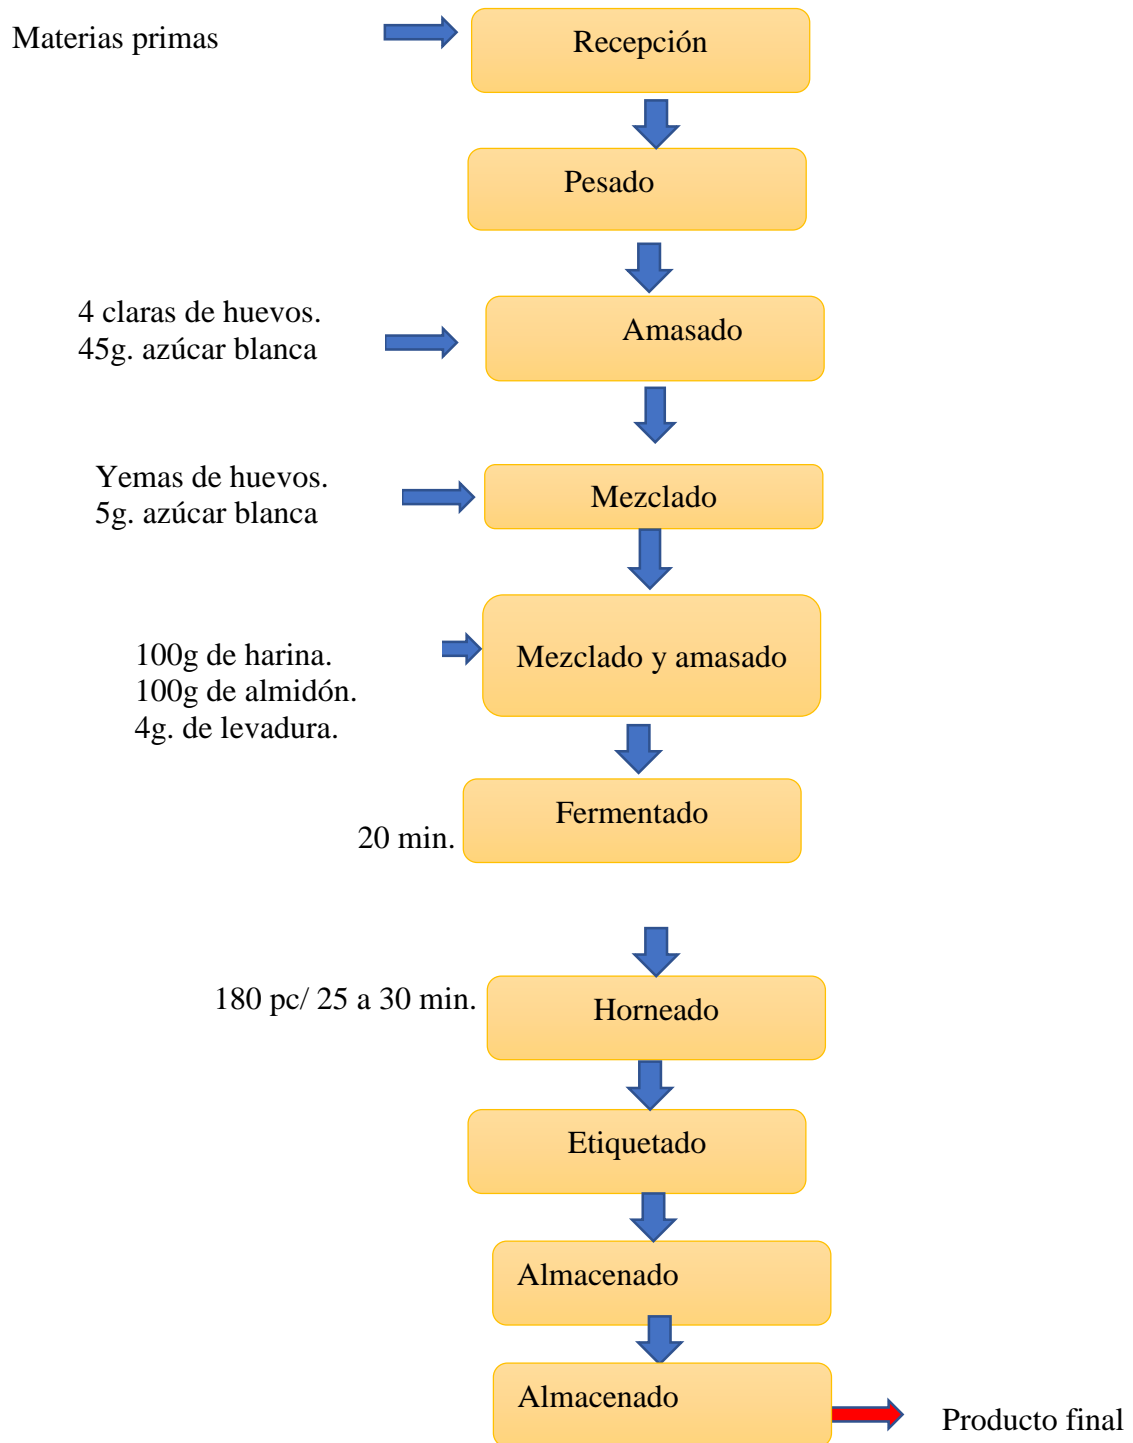 Materias primas
Recepción
Pesado
4 claras de huevos.
45g. azúcar blanca
Amasado
Yemas de huevos.
5g. azúcar blanca
Mezclado
100g de harina.
100g de almidón.
4g. de levadura.
Mezclado y amasado
Fermentado
20 min.
180 pc/ 25 a 30 min.
Horneado
Etiquetado
Almacenado
Almacenado
Producto final